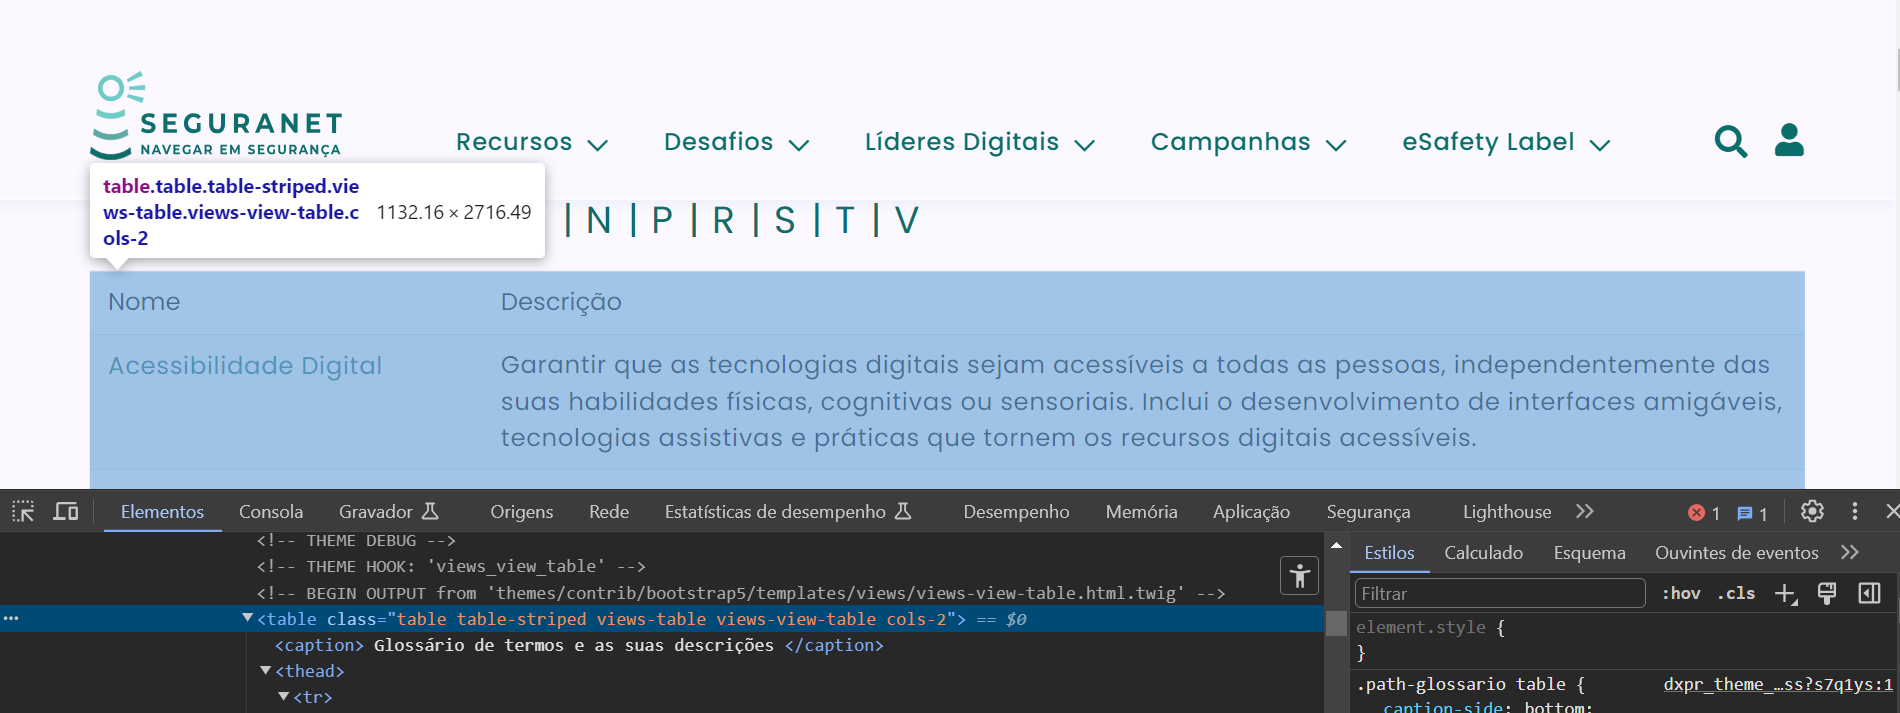 SEGURANET
NAVEGAR EM SEGURANÇA
Recursos Desafios Líderes Digitais Campanhas eSafety Label
table.table.table-striped.vie
ws-table.views-view-table.c
ols-2
1132.16 × 2716.49
| N | P | R | S | T | V
Nome Descrição
Acessibilidade Digital
Garantir que as tecnologias digitais sejam acessíveis a todas as pessoas, independentemente das
suas habilidades físicas, cognitivas ou sensoriais. Inclui o desenvolvimento de interfaces amigáveis,
tecnologias assistivas e práticas que tornem os recursos digitais acessíveis.
Elementos Consola Gravador Origens Rede Estatísticas de desempenho Desempenho Memória Aplicação Segurança Lighthouse 1 1
<!-- THEME DEBUG -->
<!-- THEME HOOK: 'views_view_table' -->
<!-- BEGIN OUTPUT from 'themes/contrib/bootstrap5/templates/views/views-view-table.html.twig' -->
<table class="table table-striped views-table views-view-table cols-2"> == $0
<caption> Glossário de termos e as suas descrições </caption>
<thead>
<tr>
Estilos Calculado Esquema Ouvintes de eventos
Filtrar :hov .cls
element.style {
}
.path-glossario table { dxpr_theme_…ss?s7q1ys:1
caption-side: bottom;